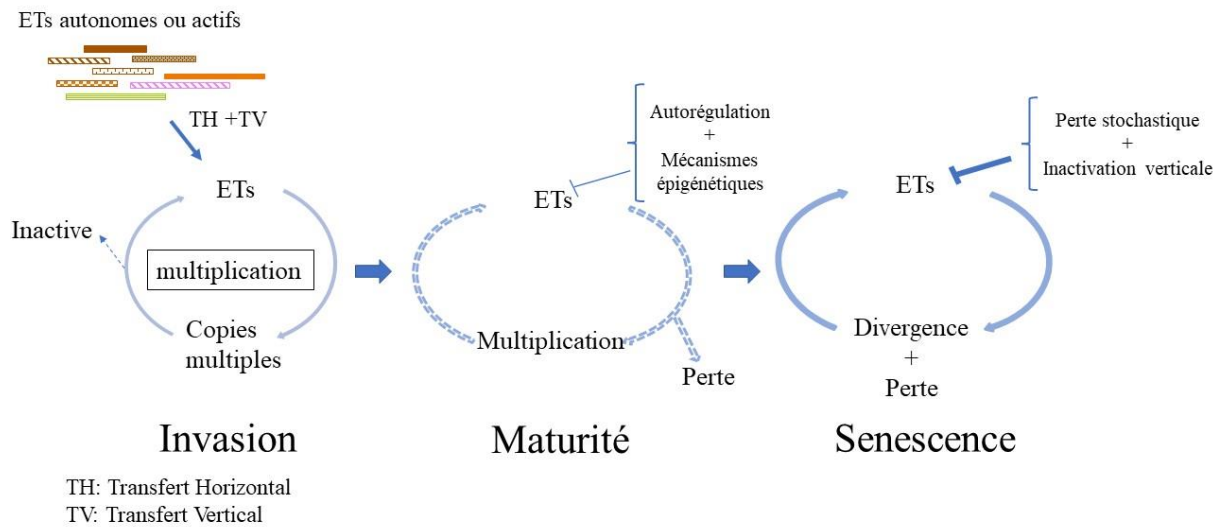 ETs autonomes ou actifs
TH +TV
ETs
Inactive
multiplication
Copies
multiples
Invasion
TH: Transfert Horizontal
TV: Transfert Vertical
Autorégulation
+
Mécanismes
épigénétiques
ETs
Multiplication
Perte
Maturité
Perte stochastique
+
Inactivation verticale
ETs
Divergence
+
Perte
Senescence